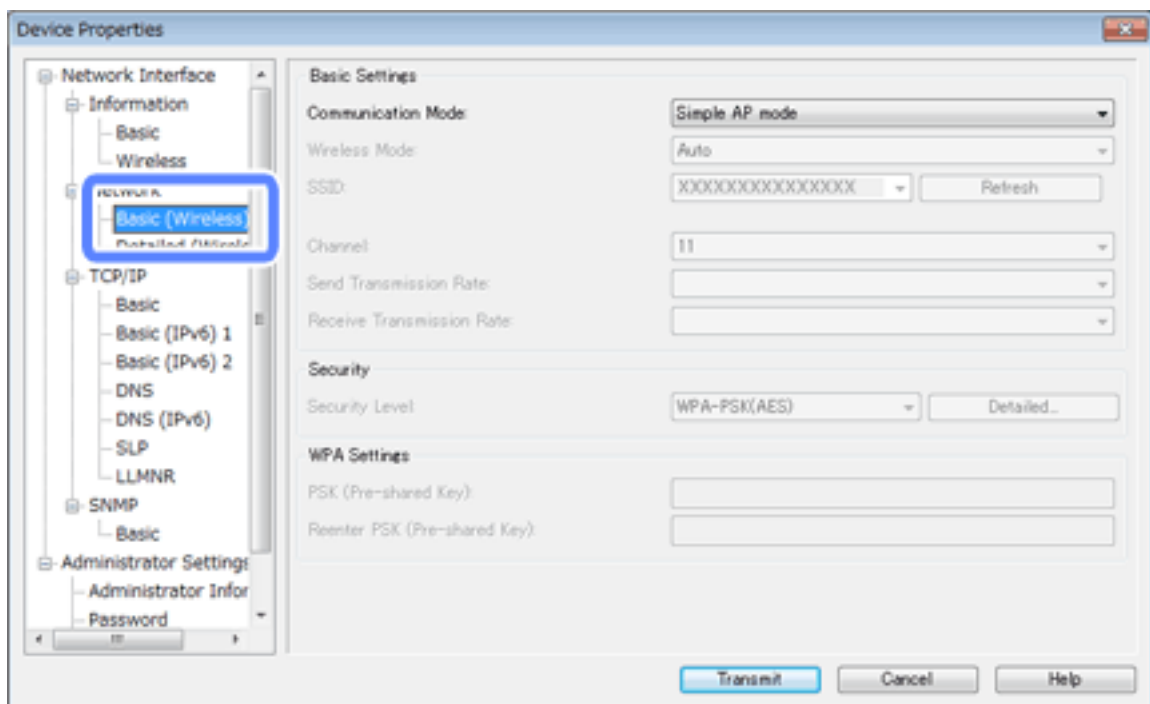 Device Properties
Network Interface
Information
Basic
Wireless
Network
Basic (Wireless)
Detailed (Wirele
TCP/IP
Basic
Basic (IPv6) 1
Basic (IPv6) 2
DNS
DNS (IPv6)
SLP
LLMNR
SNMP
Basic
Administrator Settings
Administrator Infor
Password
Basic Settings
Communication Mode: Simple AP mode
Wireless Mode: Auto
SSID: XXXXXXXXXXXXXXX Refresh
Channel: 11
Send Transmission Rate:
Receive Transmission Rate:
Security
Security Level: WPA-PSK(AES) Detailed...
WPA Settings
PSK (Pre-shared Key):
Reenter PSK (Pre-shared Key):
Transmit Cancel Help